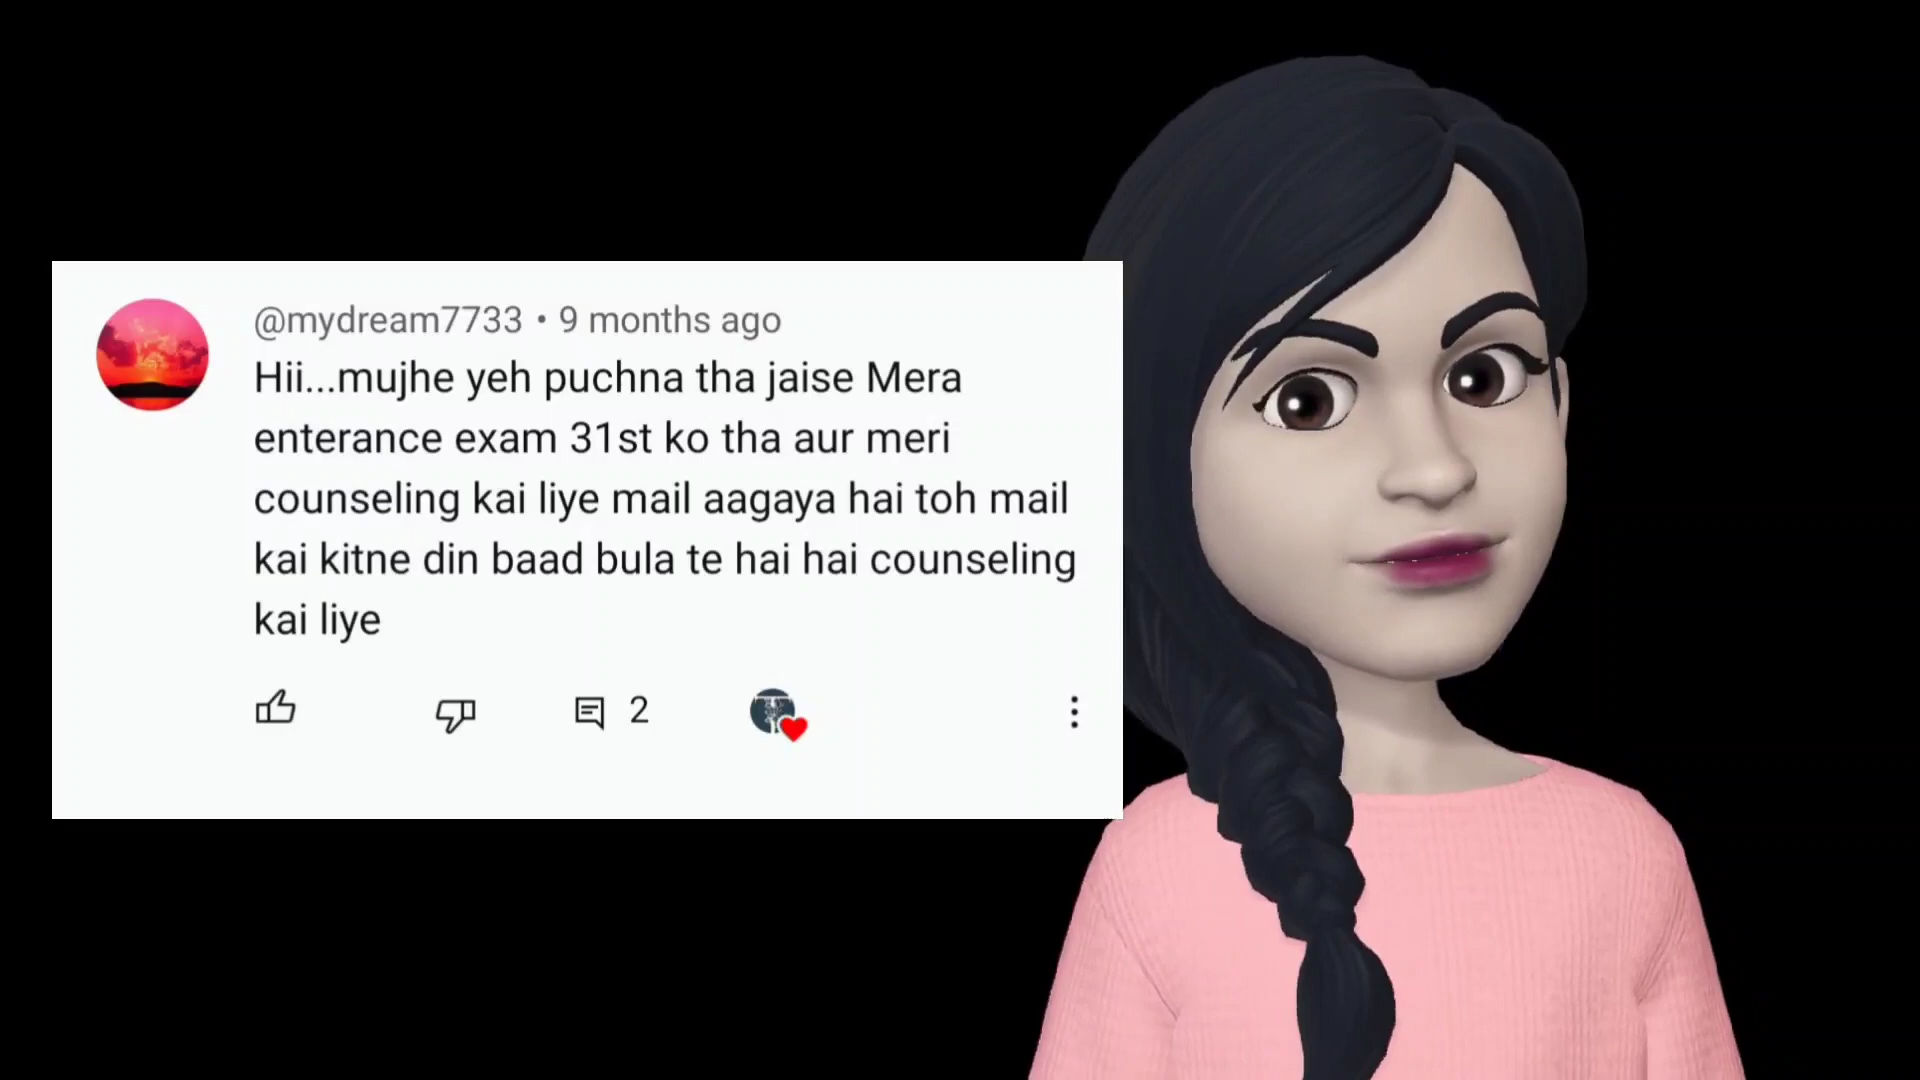 @mydream7733 • 9 months ago
Hii...mujhe yeh puchna tha jaise Mera
enterance exam 31st ko tha aur meri
counseling kai liye mail aagaya hai toh mail
kai kitne din baad bula te hai hai counseling
kai liye
2